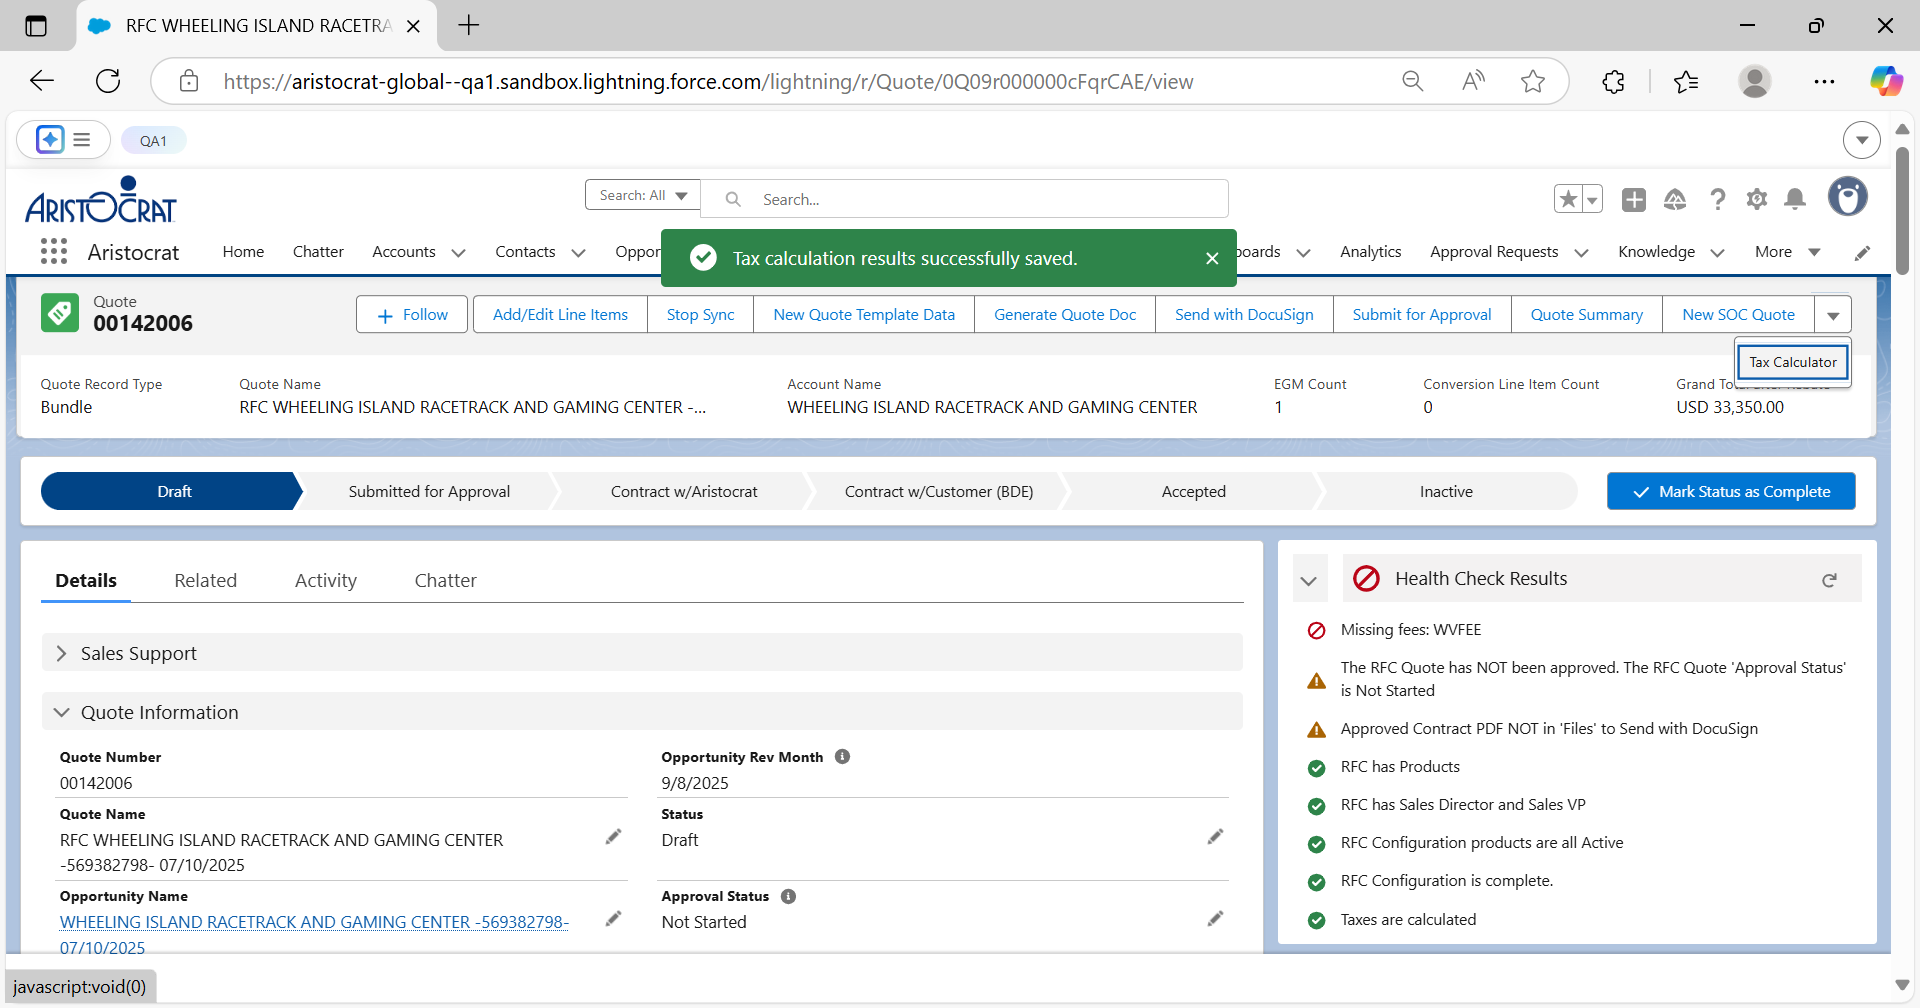 RFC WHEELING ISLAND RACETRA
https://aristocrat-global--qa1.sandbox.lightning.force.com/lightning/r/Quote/0Q09r000000cFqrCAE/view
QA1
ARISTOCRAT
Search: All
Search...
Aristocrat
Home
Chatter
Accounts
Contacts
Oppor
Tax calculation results successfully saved.
boards
Analytics
Approval Requests
Knowledge
More
Quote
00142006
Follow
Add/Edit Line Items
Stop Sync
New Quote Template Data
Generate Quote Doc
Send with DocuSign
Submit for Approval
Quote Summary
New SOC Quote
Tax Calculator
Quote Record Type
Bundle
Quote Name
RFC WHEELING ISLAND RACETRACK AND GAMING CENTER -...
Account Name
WHEELING ISLAND RACETRACK AND GAMING CENTER
EGM Count
1
Conversion Line Item Count
0
Grand To
USD 33,350.00
Draft
Submitted for Approval
Contract w/Aristocrat
Contract w/Customer (BDE)
Accepted
Inactive
Mark Status as Complete
Details
Related
Activity
Chatter
Sales Support
Quote Information
Quote Number
00142006
Opportunity Rev Month
9/8/2025
Quote Name
RFC WHEELING ISLAND RACETRACK AND GAMING CENTER
-569382798- 07/10/2025
Status
Draft
Opportunity Name
WHEELING ISLAND RACETRACK AND GAMING CENTER -569382798-
07/10/2025
Approval Status
Not Started
Health Check Results
Missing fees: WVFEE
The RFC Quote has NOT been approved. The RFC Quote 'Approval Status'
is Not Started
Approved Contract PDF NOT in 'Files' to Send with DocuSign
RFC has Products
RFC has Sales Director and Sales VP
RFC Configuration products are all Active
RFC Configuration is complete.
Taxes are calculated
javascript:void(0)